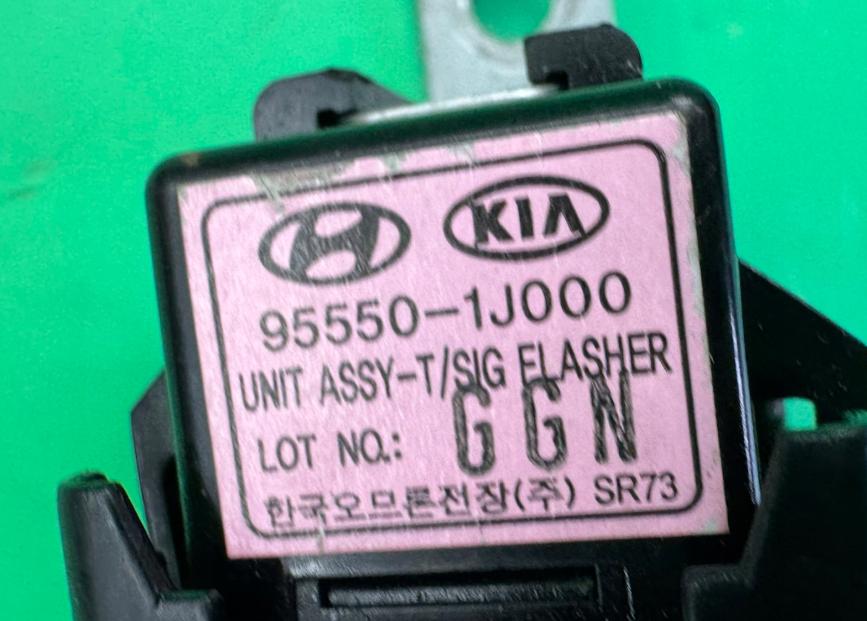 KIA
95550-1J000
UNIT ASSY-T/SIG FLASHER
LOT NO.: GGN
한국오므론전장(주) SR73